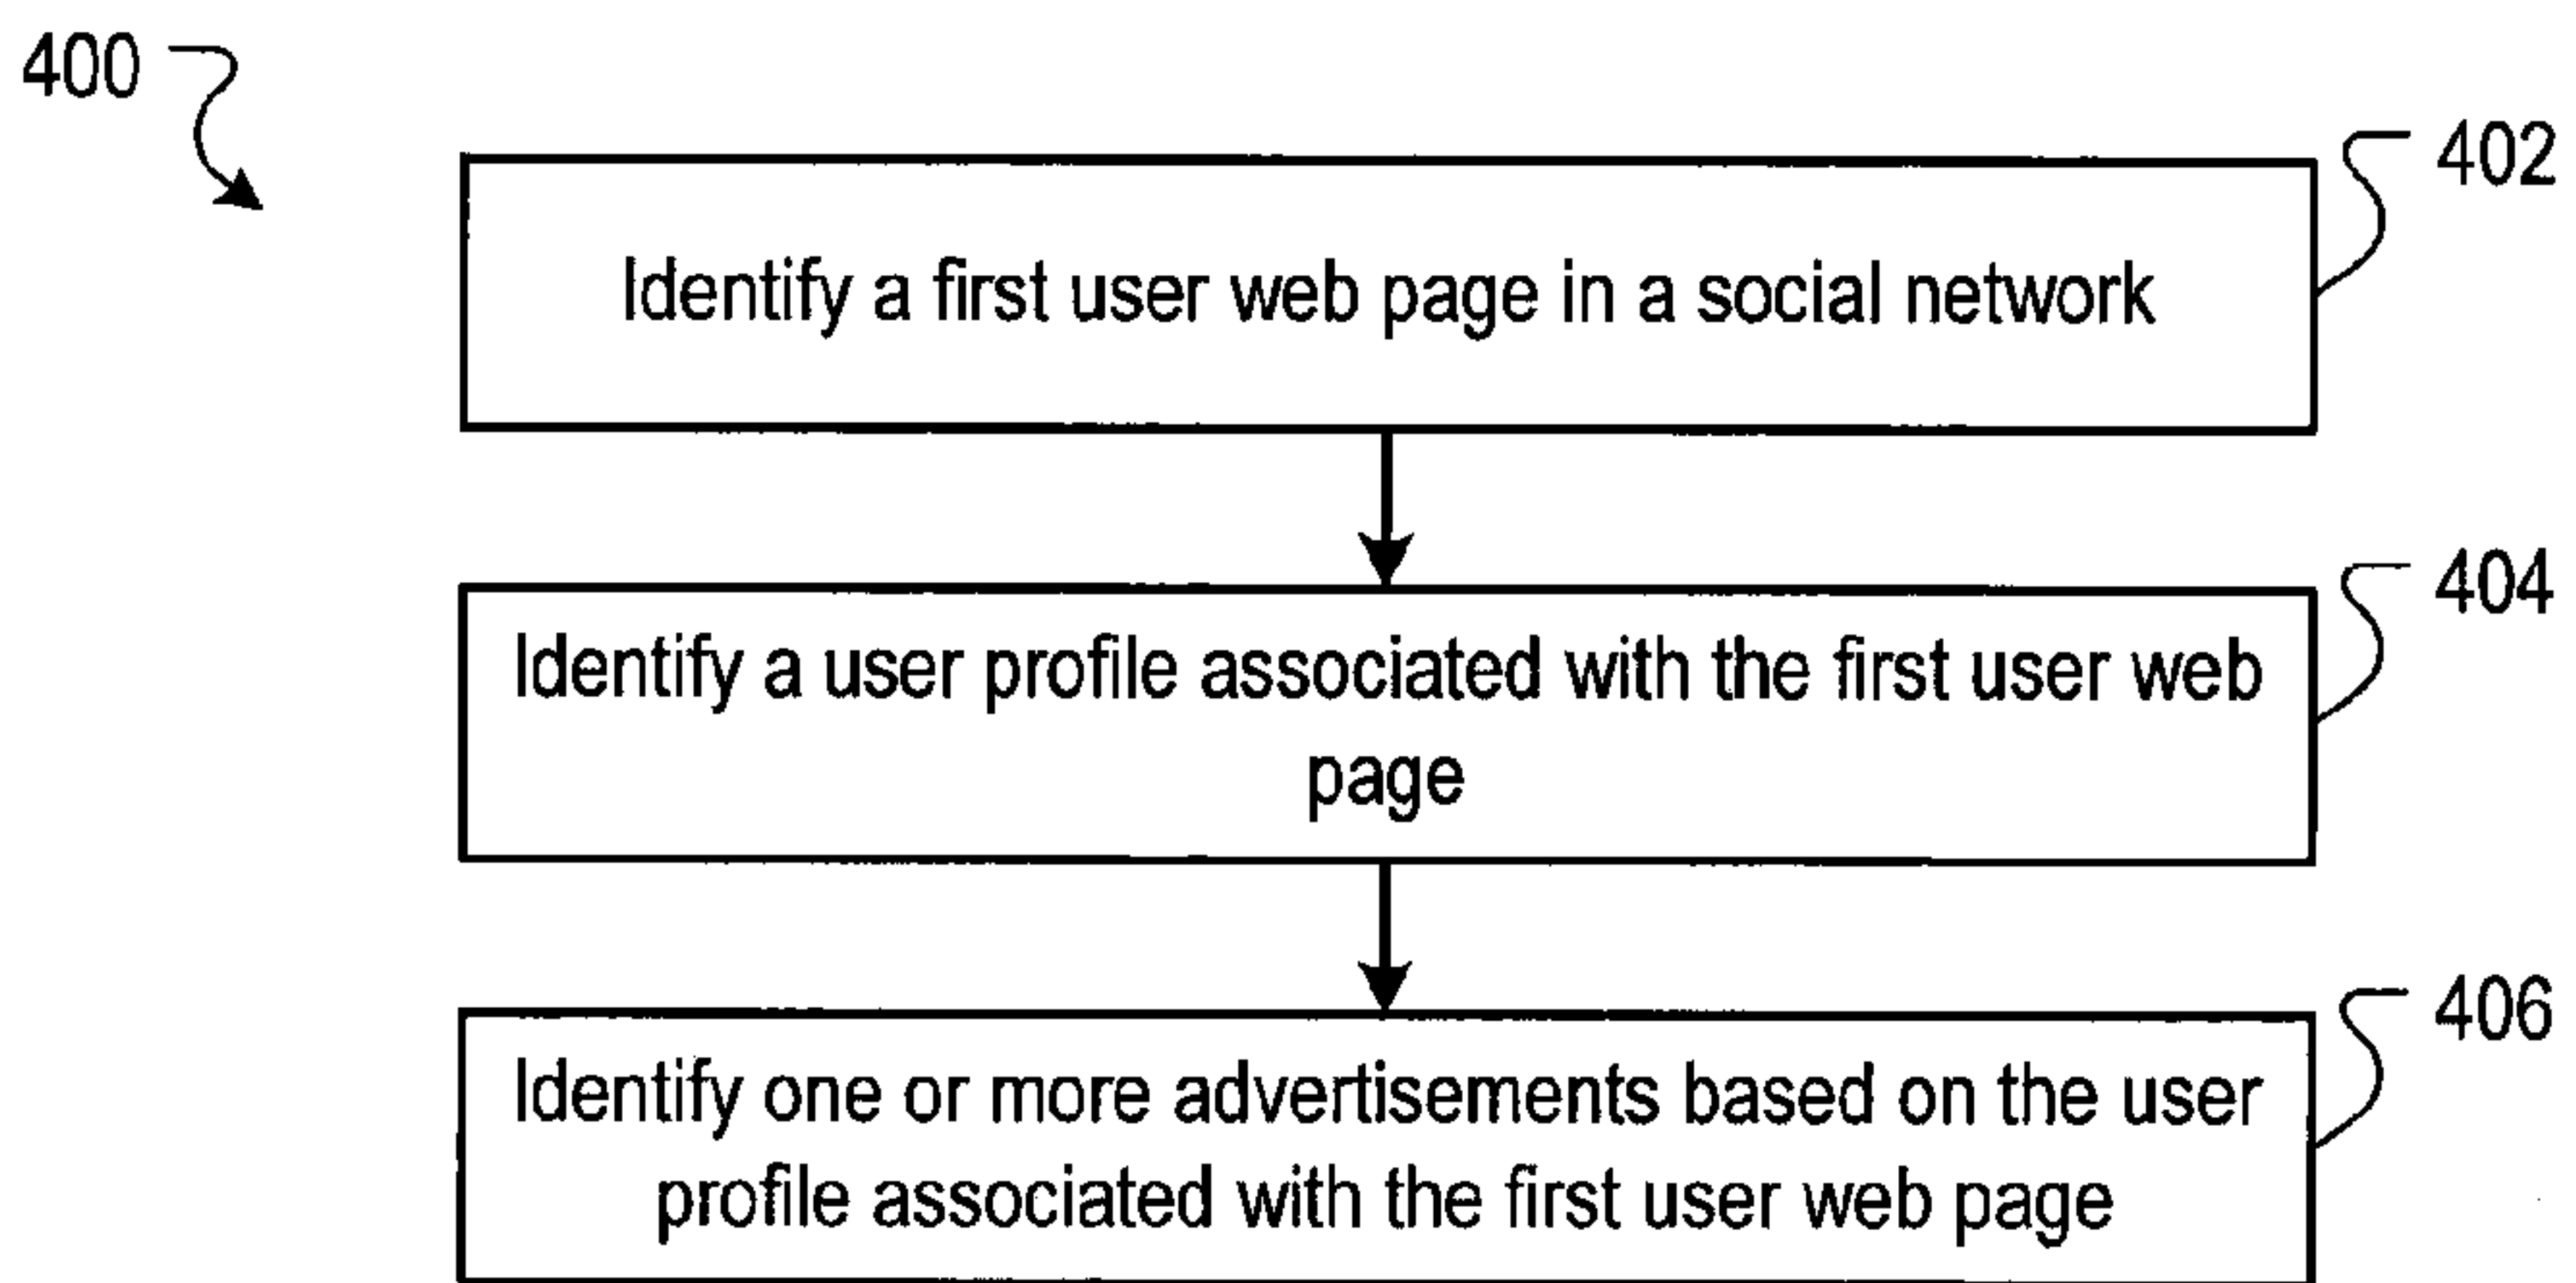 400
402
Identify a first user web page in a social network
404
Identify a user profile associated with the first user web
page
406
Identify one or more advertisements based on the user
profile associated with the first user web page